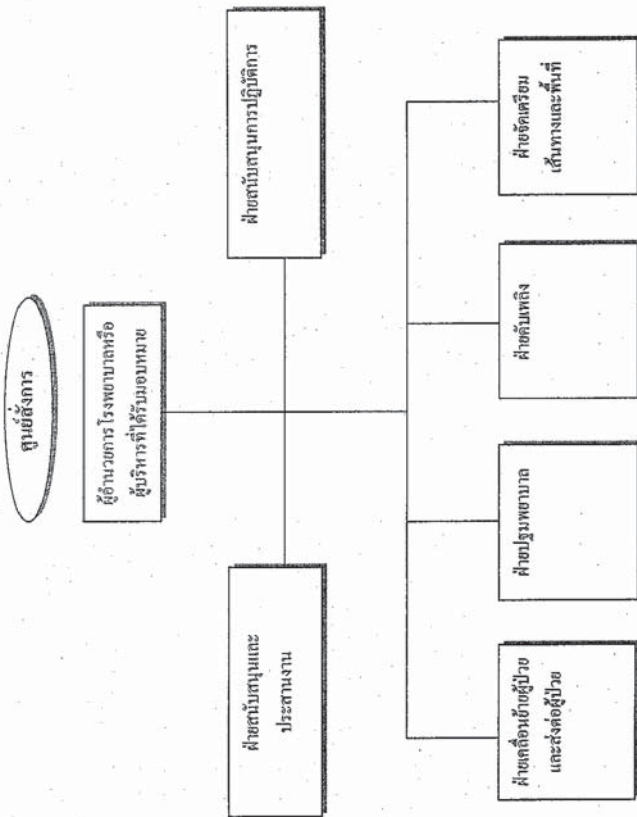 ศูนย์สั่งการ
ผู้อำนวยการโรงพยาบาลหรือ
ผู้บริหารที่ได้รับมอบหมาย
ฝ่ายสนับสนุนและ
ประสานงาน
ฝ่ายสนับสนุนการปฏิบัติการ
ฝ่ายเคลื่อนย้ายผู้ป่วย
และส่งต่อผู้ป่วย
ฝ่ายปฐมพยาบาล
ฝ่ายดับเพลิง
ฝ่ายจัดเตรียม
เส้นทางและพื้นที่